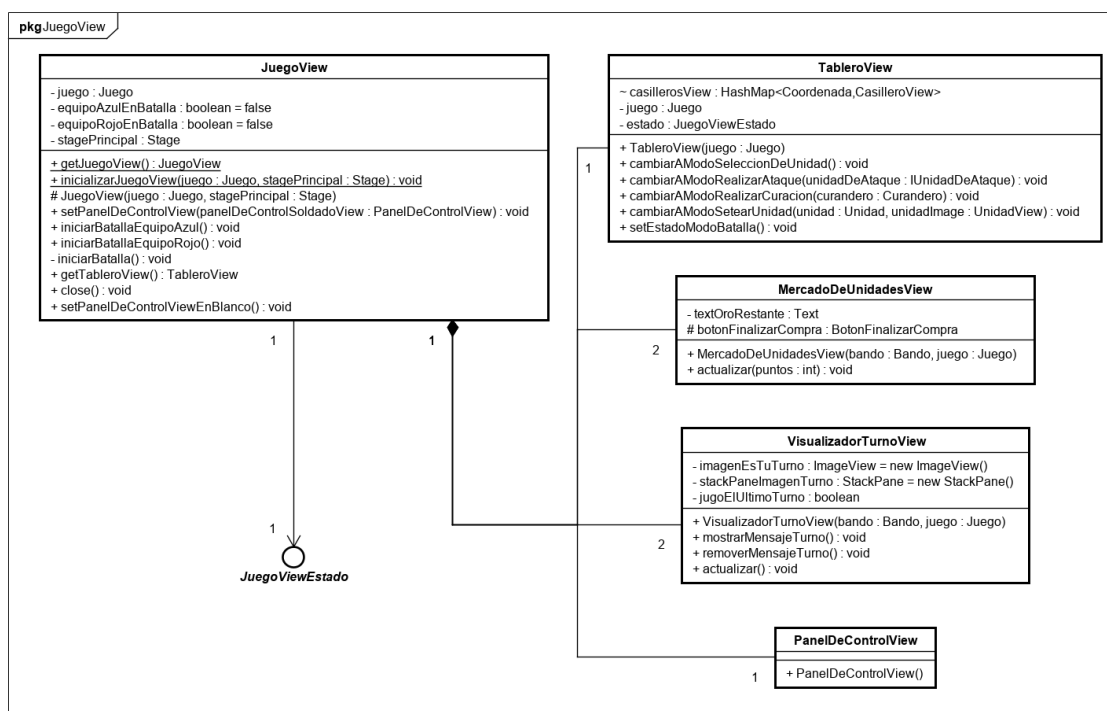 pkg JuegoView
JuegoView
- juego : Juego
- equipoAzulEnBatalla : boolean = false
- equipoRojoEnBatalla : boolean = false
- stagePrincipal : Stage
+ getJuegoView() : JuegoView
+ inicializarJuegoView(juego : Juego, stagePrincipal : Stage) : void
# JuegoView(juego : Juego, stagePrincipal : Stage)
+ setPanelDeControlView(panelDeControlSoldadoView : PanelDeControlView) : void
+ iniciarBatallaEquipoAzul() : void
+ iniciarBatallaEquipoRojo() : void
- iniciarBatalla() : void
+ getTableroView() : TableroView
+ close() : void
+ setPanelDeControlViewEnBlanco() : void
1
1
1
JuegoViewEstado
TableroView
~ casillerosView : HashMap<Coordenada,CasilleroView>
- juego : Juego
- estado : JuegoViewEstado
+ TableroView(juego : Juego)
+ cambiarAModoSeleccionDeUnidad() : void
+ cambiarAModoRealizarAtaque(unidadDeAtaque : IUnidadDeAtaque) : void
+ cambiarAModoRealizarCuracion(curandero : Curandero) : void
+ cambiarAModoSetearUnidad(unidad : Unidad, unidadImage : UnidadView) : void
+ setEstadoModoBatalla() : void
1
MercadoDeUnidadesView
- textOroRestante : Text
# botonFinalizarCompra : BotonFinalizarCompra
+ MercadoDeUnidadesView(bando : Bando, juego : Juego)
+ actualizar(puntos : int) : void
2
VisualizadorTurnoView
- imagenEsTuTurno : ImageView = new ImageView()
- stackPaneImagenTurno : StackPane = new StackPane()
- jugoElUltimoTurno : boolean
+ VisualizadorTurnoView(bando : Bando, juego : Juego)
+ mostrarMensajeTurno() : void
+ removerMensajeTurno() : void
+ actualizar() : void
2
PanelDeControlView
+ PanelDeControlView()
1